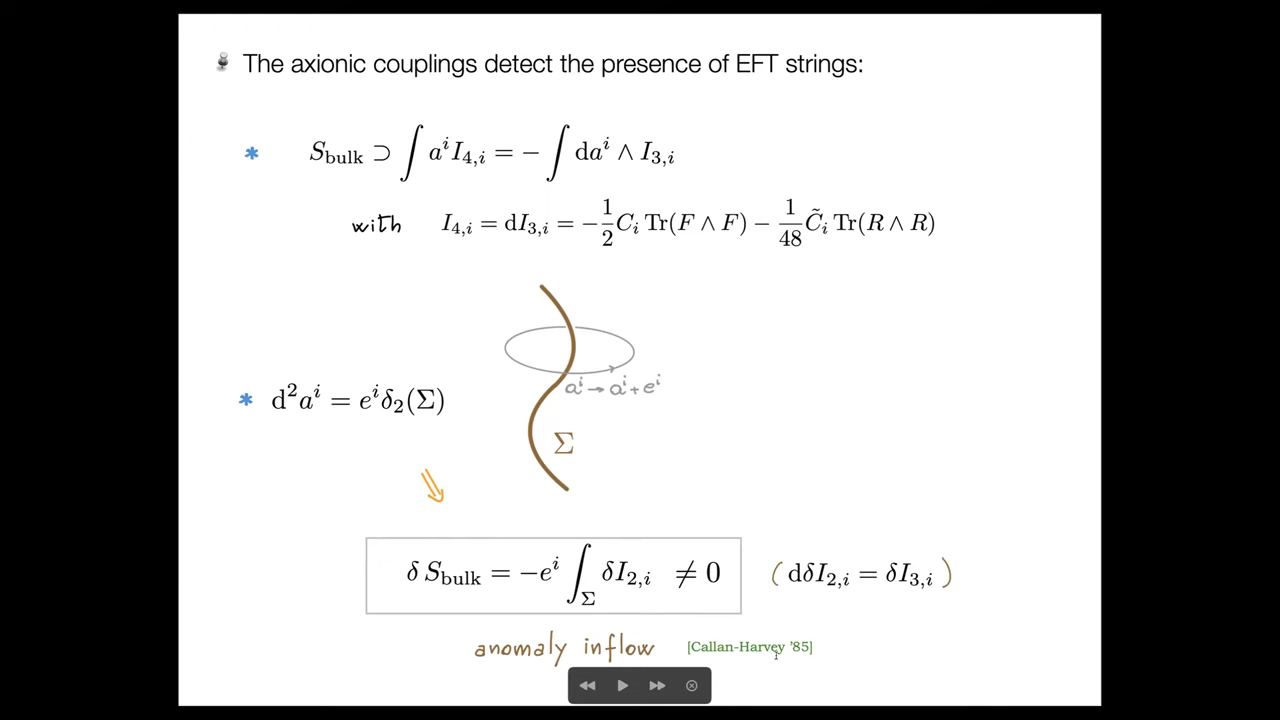 The axionic couplings detect the presence of EFT strings:
* S_bulk ⊃ ∫ a^i I_{4,i} = − ∫ da^i ∧ I_{3,i}
with I_{4,i} = dI_{3,i} = −1/2 C_i Tr(F ∧ F) − 1/48 C̃_i Tr(R ∧ R)
a^i → a^i + e^i
* d²a^i = e^i δ_2(Σ)
Σ
⇒
δ S_bulk = −e^i ∫_Σ δI_{2,i} ≠ 0 (dδI_{2,i} = δI_{3,i})
anomaly inflow [Callan-Harvey '85]